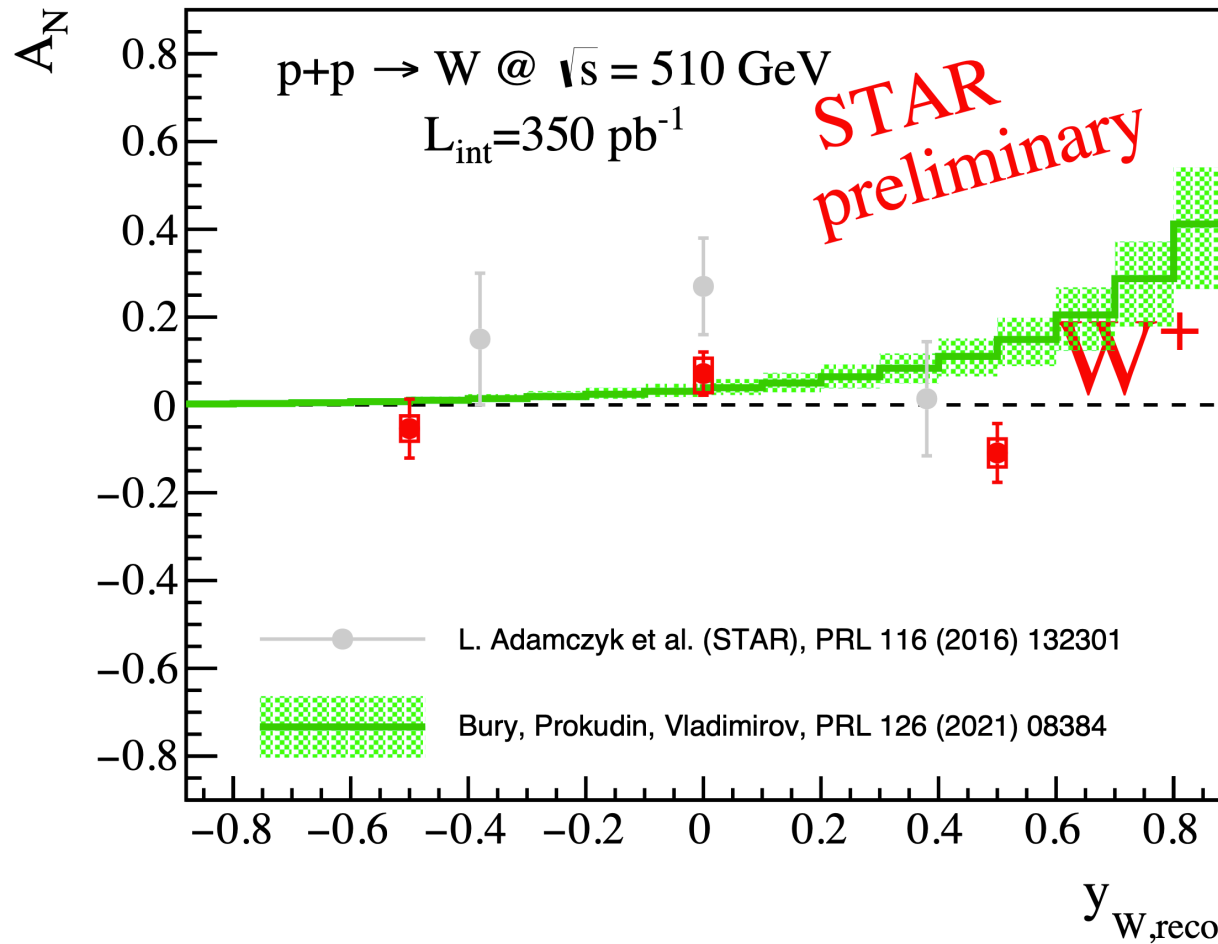 A_N
p+p → W @ √s = 510 GeV
L_int=350 pb^-1
STAR
preliminary
W^+
0.8
0.6
0.4
0.2
0
−0.2
−0.4
−0.6
−0.8
L. Adamczyk et al. (STAR), PRL 116 (2016) 132301
Bury, Prokudin, Vladimirov, PRL 126 (2021) 08384
−0.8 −0.6 −0.4 −0.2 0 0.2 0.4 0.6 0.8
y_W,reco